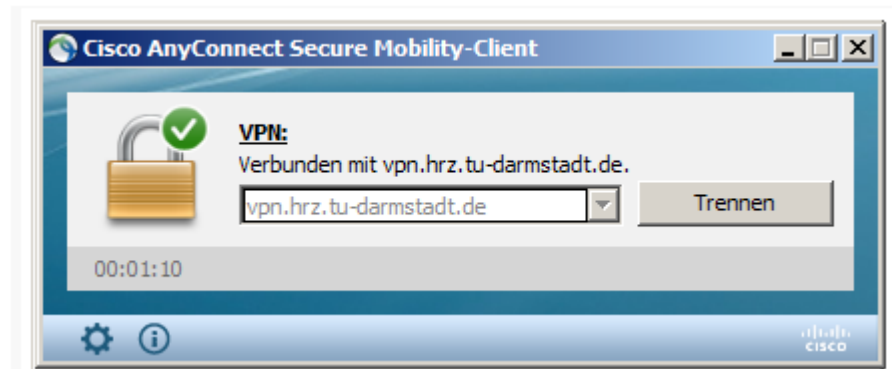 Cisco AnyConnect Secure Mobility-Client
VPN:
Verbunden mit vpn.hrz.tu-darmstadt.de.
vpn.hrz.tu-darmstadt.de
Trennen
00:01:10
CISCO